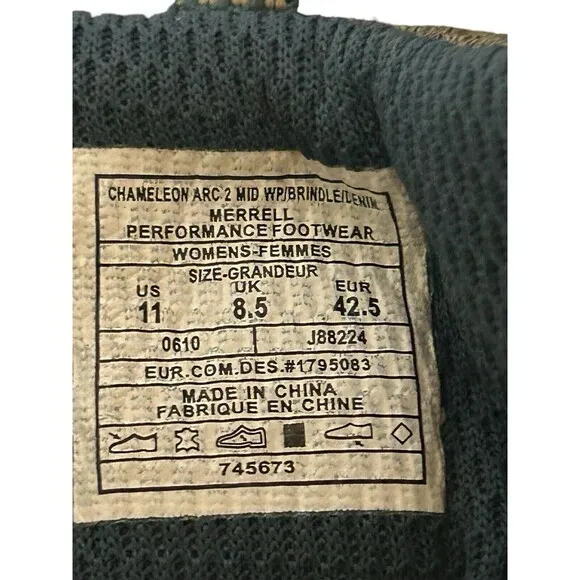 CHAMELEON ARC 2 MID WP/BRINDLE/DENIM
MERRELL
PERFORMANCE FOOTWEAR
WOMENS-FEMMES
SIZE-GRANDEUR
US UK EUR
11 8.5 42.5
0610 J88224
EUR.COM.DES.#1795083
MADE IN CHINA
FABRIQUE EN CHINE
745673